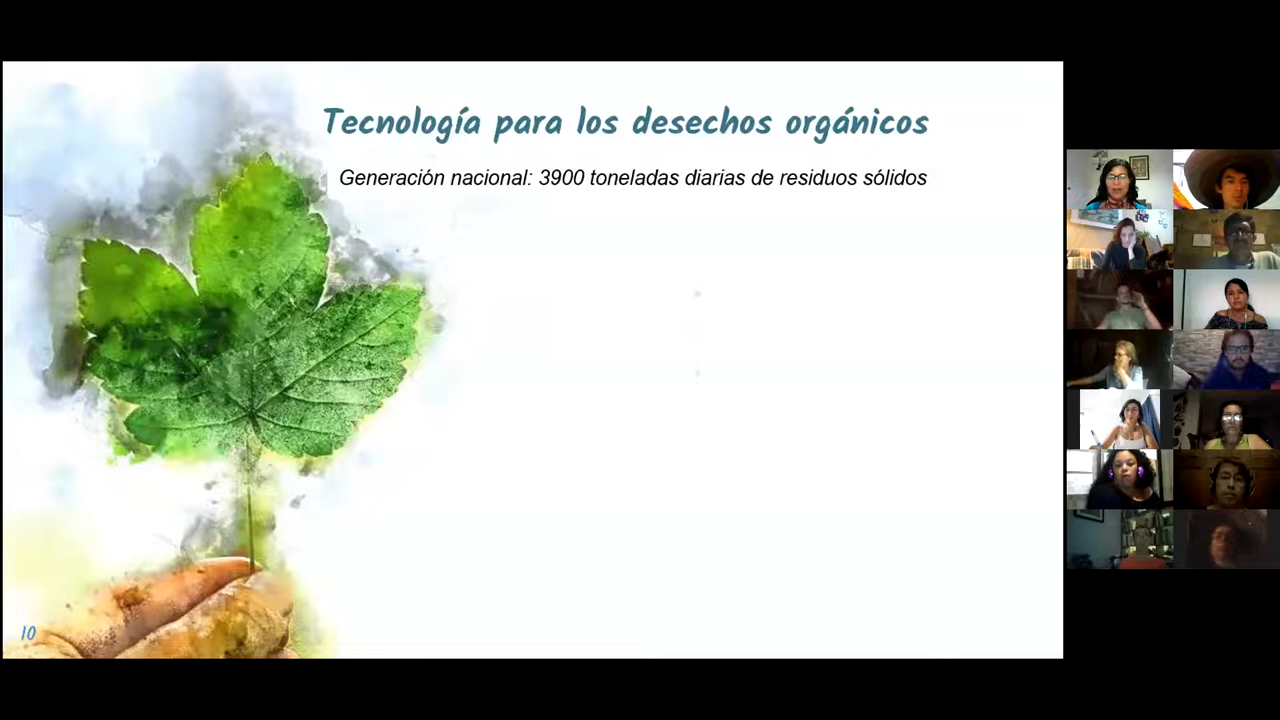 Tecnología para los desechos orgánicos
Generación nacional: 3900 toneladas diarias de residuos sólidos
10